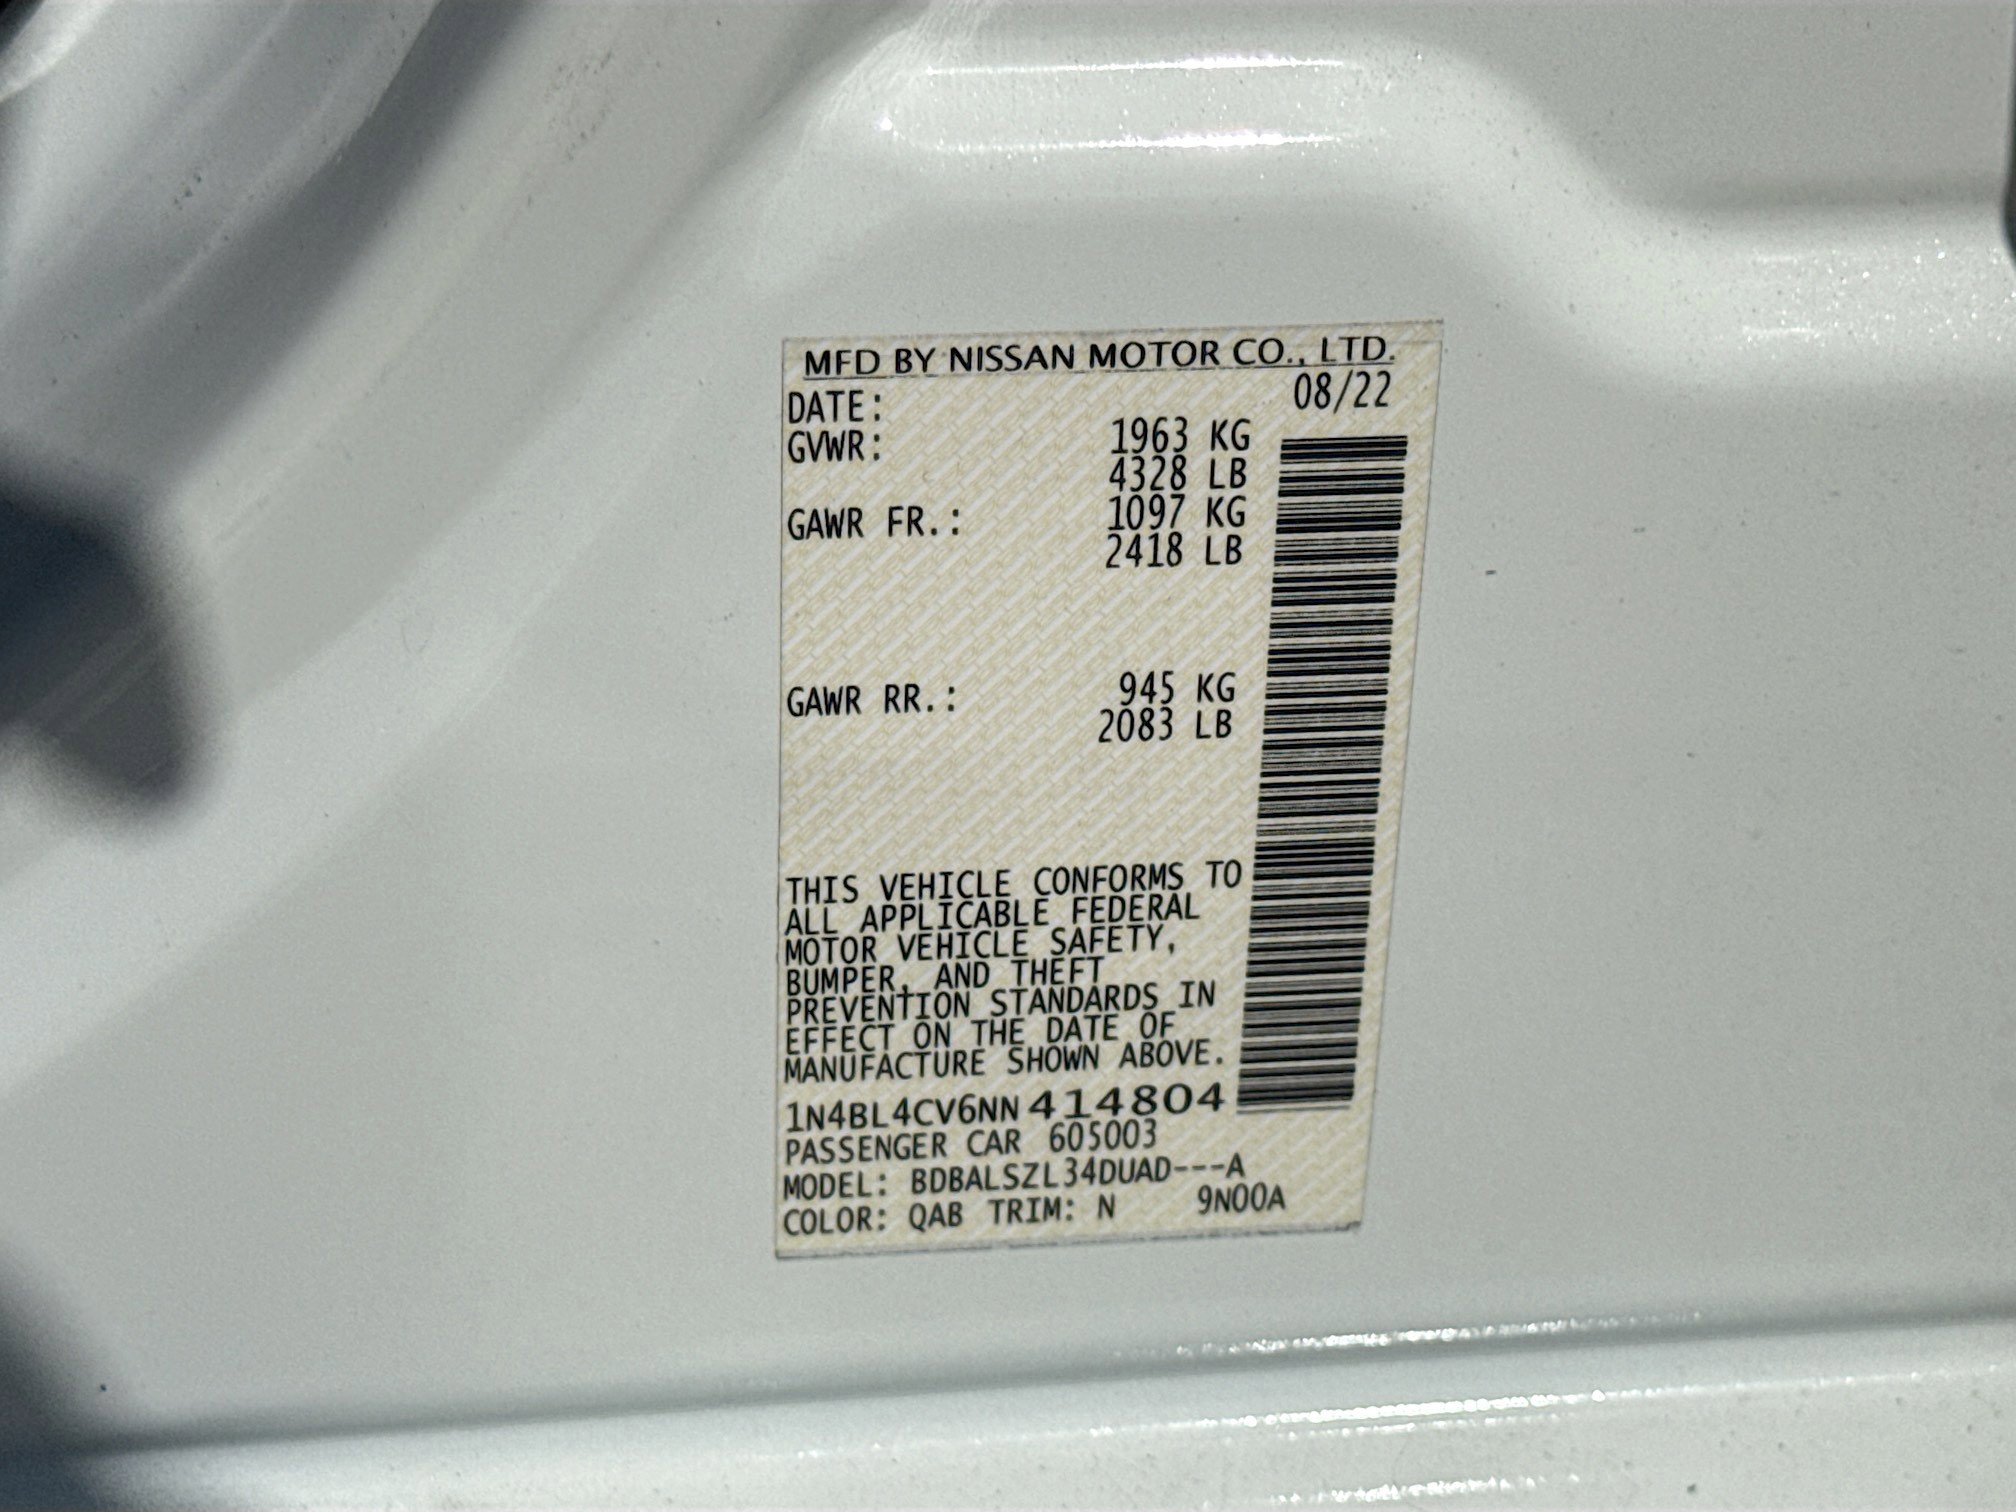 MFD BY NISSAN MOTOR CO., LTD.
DATE: 08/22
GVWR: 1963 KG
4328 LB
GAWR FR.: 1097 KG
2418 LB
GAWR RR.: 945 KG
2083 LB
THIS VEHICLE CONFORMS TO
ALL APPLICABLE FEDERAL
MOTOR VEHICLE SAFETY,
BUMPER, AND THEFT
PREVENTION STANDARDS IN
EFFECT ON THE DATE OF
MANUFACTURE SHOWN ABOVE.
1N4BL4CV6NN414804
PASSENGER CAR 605003
MODEL: BDBALSZL34DUAD---A
COLOR: QAB TRIM: N 9N00A